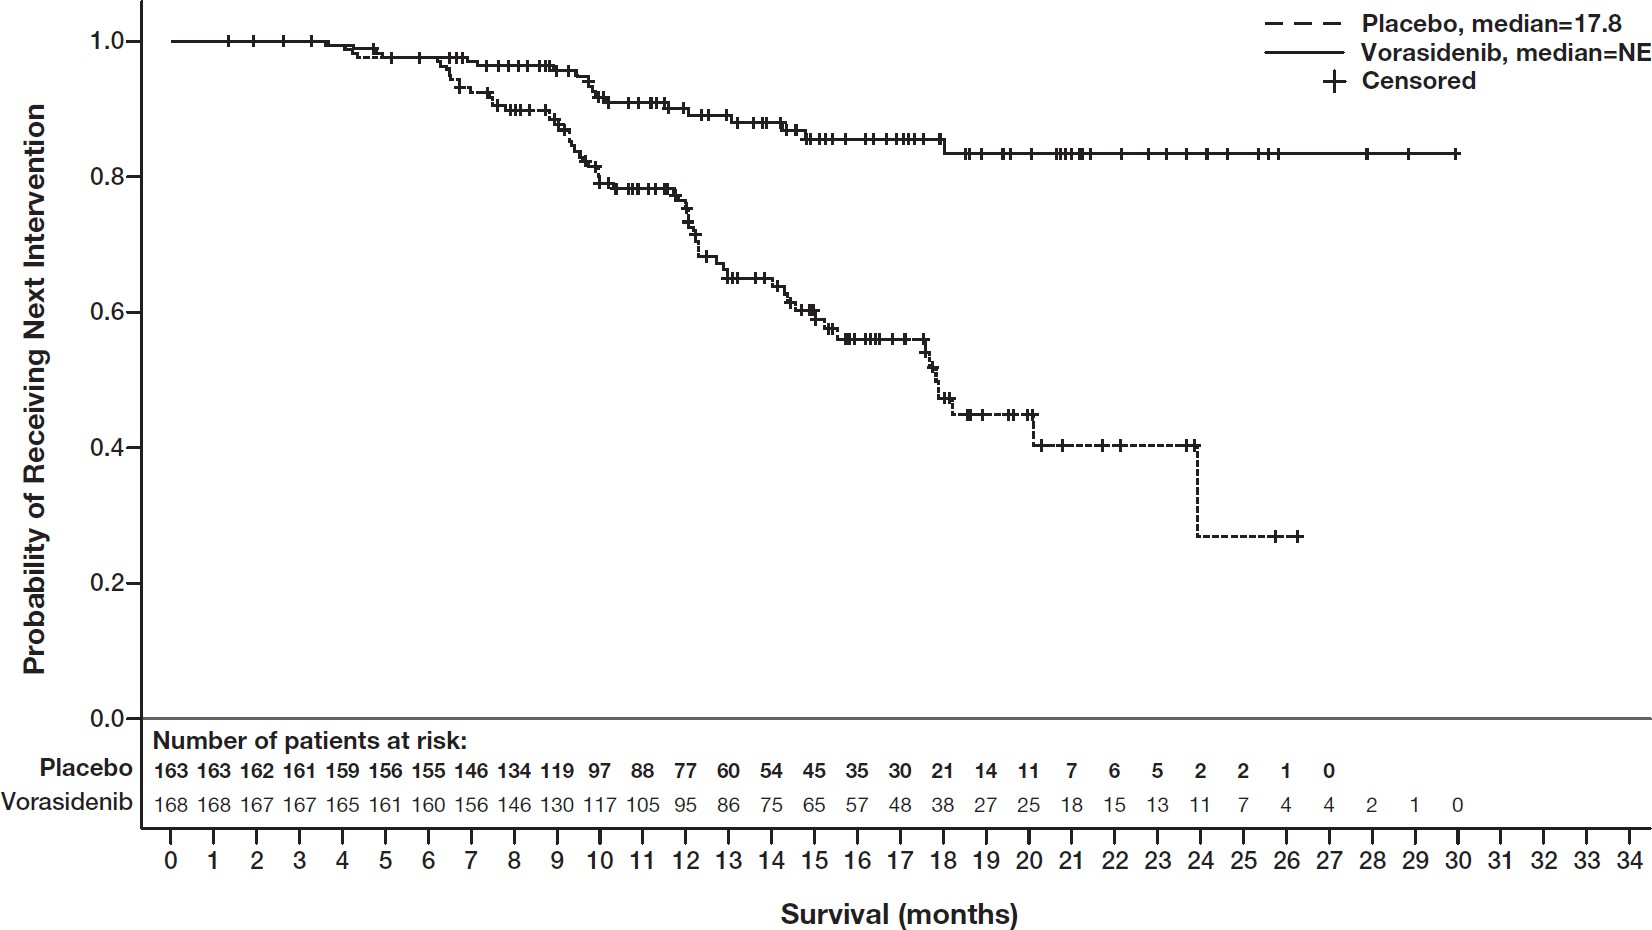 Placebo, median=17.8
Vorasidenib, median=NE
Censored
Probability of Receiving Next Intervention
1.0
0.8
0.6
0.4
0.2
0.0
Number of patients at risk:
Placebo 163 163 162 161 159 156 155 146 134 119 97 88 77 60 54 45 35 30 21 14 11 7 6 5 2 2 1 0
Vorasidenib 168 168 167 167 165 161 160 156 146 130 117 105 95 86 75 65 57 48 38 27 25 18 15 13 11 7 4 4 2 1 0
0 1 2 3 4 5 6 7 8 9 10 11 12 13 14 15 16 17 18 19 20 21 22 23 24 25 26 27 28 29 30 31 32 33 34
Survival (months)